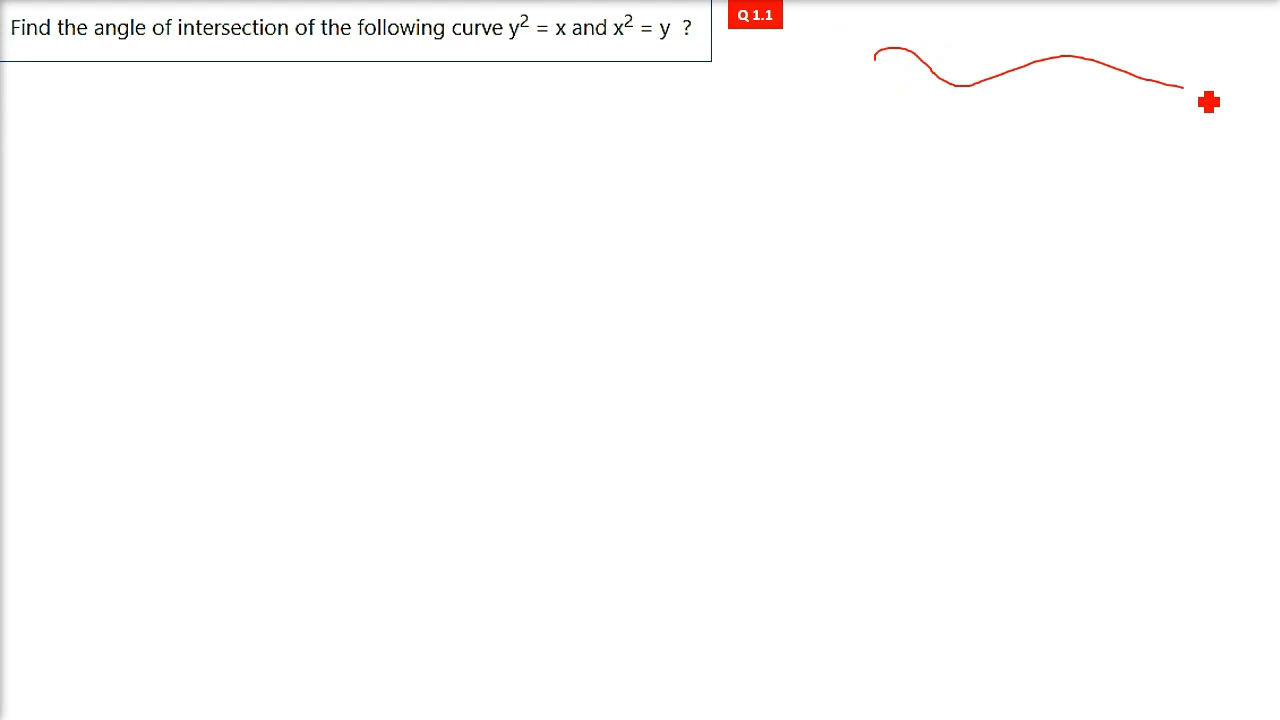 Find the angle of intersection of the following curve y² = x and x² = y ?
Q 1.1